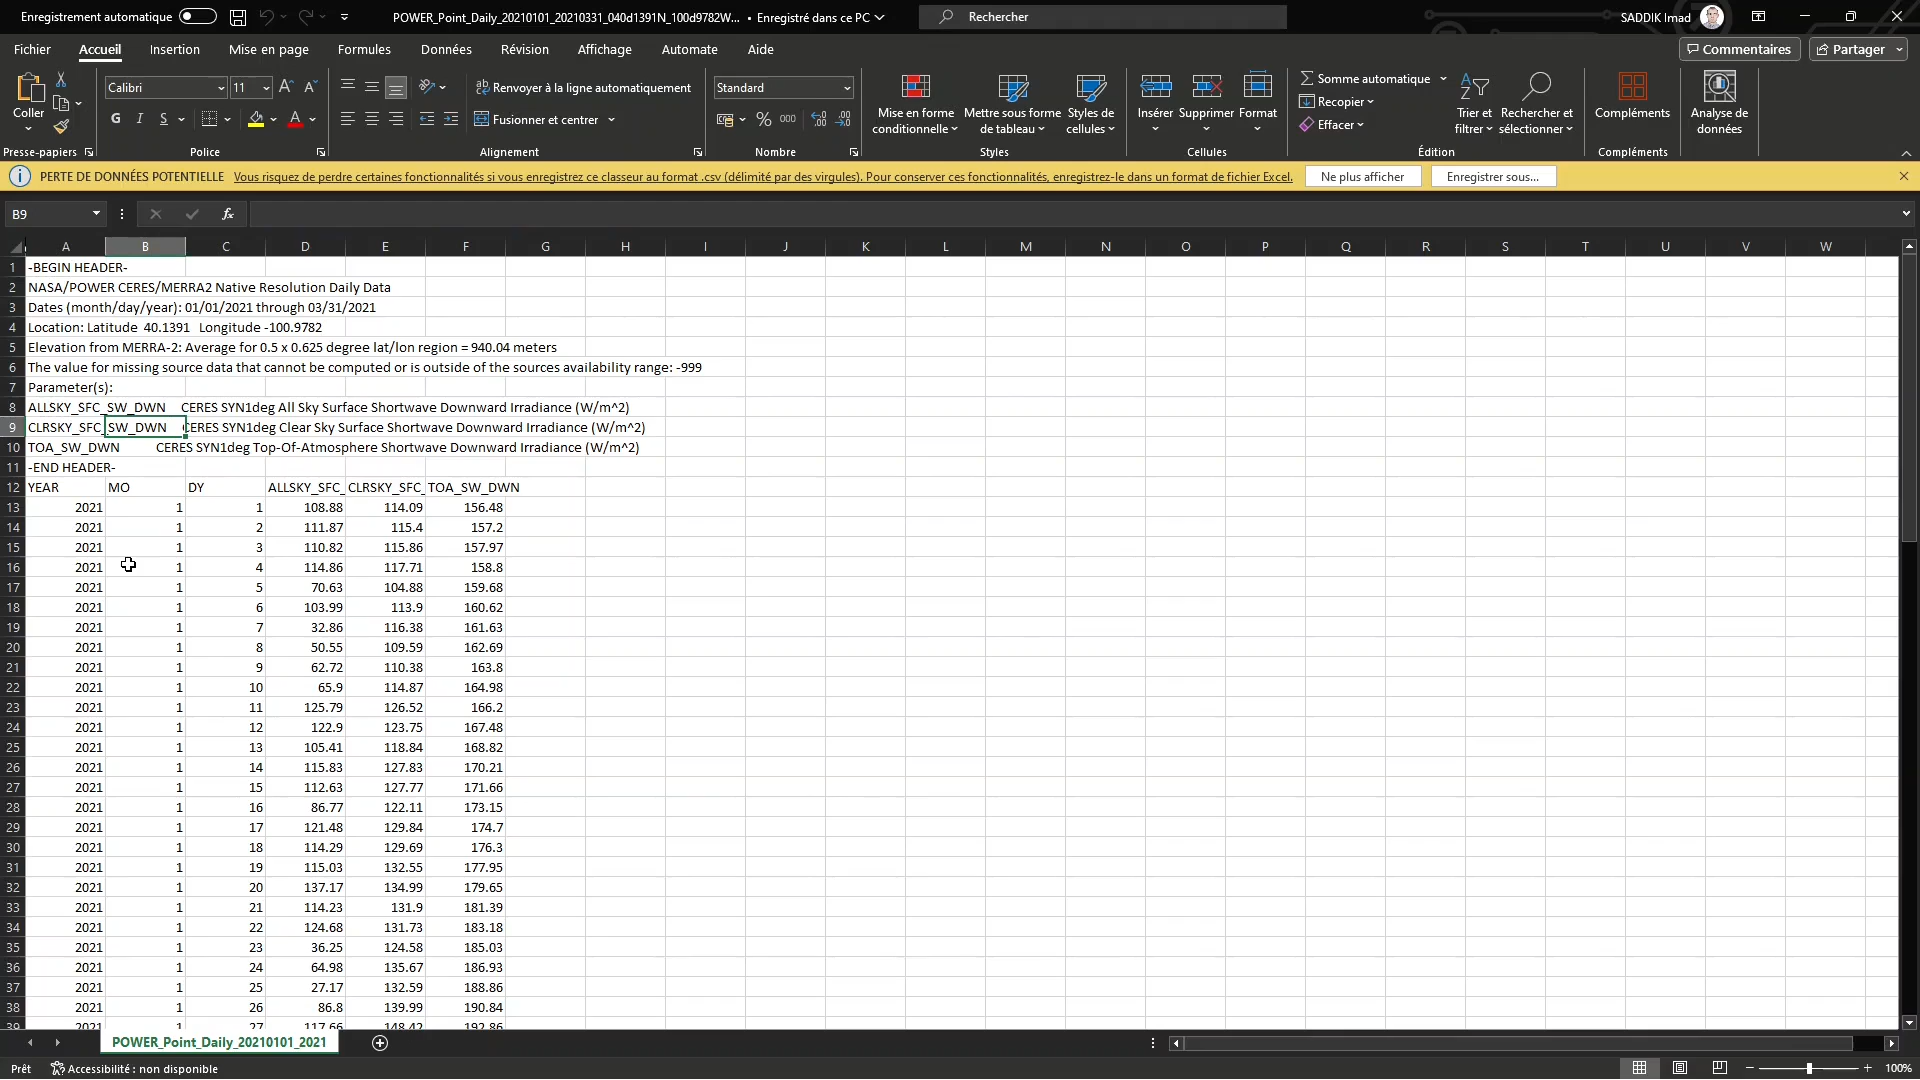 Enregistrement automatique
POWER_Point_Daily_20210101_20210331_040d1391N_100d9782W... • Enregistré dans ce PC
Rechercher
SADDIK Imad
Fichier Accueil Insertion Mise en page Formules Données Révision Affichage Automate Aide
Commentaires Partager
Coller
Presse-papiers
Calibri 11
G I S
Police
Renvoyer à la ligne automatiquement
Fusionner et centrer
Alignement
Standard
% 000
Nombre
Mise en forme conditionnelle
Mettre sous forme de tableau
Styles de cellules
Styles
Insérer Supprimer Format
Cellules
Somme automatique
Recopier
Effacer
Trier et filtrer
Rechercher et sélectionner
Édition
Compléments
Compléments
Analyse de données
PERTE DE DONNÉES POTENTIELLE Vous risquez de perdre certaines fonctionnalités si vous enregistrez ce classeur au format .csv (délimité par des virgules). Pour conserver ces fonctionnalités, enregistrez-le dans un format de fichier Excel. Ne plus afficher Enregistrer sous...
B9 fx
A B C D E F G H I J K L M N O P Q R S T U V W
1 -BEGIN HEADER-
2 NASA/POWER CERES/MERRA2 Native Resolution Daily Data
3 Dates (month/day/year): 01/01/2021 through 03/31/2021
4 Location: Latitude 40.1391 Longitude -100.9782
5 Elevation from MERRA-2: Average for 0.5 x 0.625 degree lat/lon region = 940.04 meters
6 The value for missing source data that cannot be computed or is outside of the sources availability range: -999
7 Parameter(s):
8 ALLSKY_SFC_SW_DWN CERES SYN1deg All Sky Surface Shortwave Downward Irradiance (W/m^2)
9 CLRSKY_SFC_SW_DWN CERES SYN1deg Clear Sky Surface Shortwave Downward Irradiance (W/m^2)
10 TOA_SW_DWN CERES SYN1deg Top-Of-Atmosphere Shortwave Downward Irradiance (W/m^2)
11 -END HEADER-
12 YEAR MO DY ALLSKY_SFC_ CLRSKY_SFC_ TOA_SW_DWN
13 2021 1 1 108.88 114.09 156.48
14 2021 1 2 111.87 115.4 157.2
15 2021 1 3 110.82 115.86 157.97
16 2021 1 4 114.86 117.71 158.8
17 2021 1 5 70.63 104.88 159.68
18 2021 1 6 103.99 113.9 160.62
19 2021 1 7 32.86 116.38 161.63
20 2021 1 8 50.55 109.59 162.69
21 2021 1 9 62.72 110.38 163.8
22 2021 1 10 65.9 114.87 164.98
23 2021 1 11 125.79 126.52 166.2
24 2021 1 12 122.9 123.75 167.48
25 2021 1 13 105.41 118.84 168.82
26 2021 1 14 115.83 127.83 170.21
27 2021 1 15 112.63 127.77 171.66
28 2021 1 16 86.77 122.11 173.15
29 2021 1 17 121.48 129.84 174.7
30 2021 1 18 114.29 129.69 176.3
31 2021 1 19 115.03 132.55 177.95
32 2021 1 20 137.17 134.99 179.65
33 2021 1 21 114.23 131.9 181.39
34 2021 1 22 124.68 131.73 183.18
35 2021 1 23 36.25 124.58 185.03
36 2021 1 24 64.98 135.67 186.93
37 2021 1 25 27.17 132.59 188.86
38 2021 1 26 86.8 139.99 190.84
39 2021 1 27 117.66 148.42 192.86
POWER_Point_Daily_20210101_2021
Prêt Accessibilité : non disponible
100%